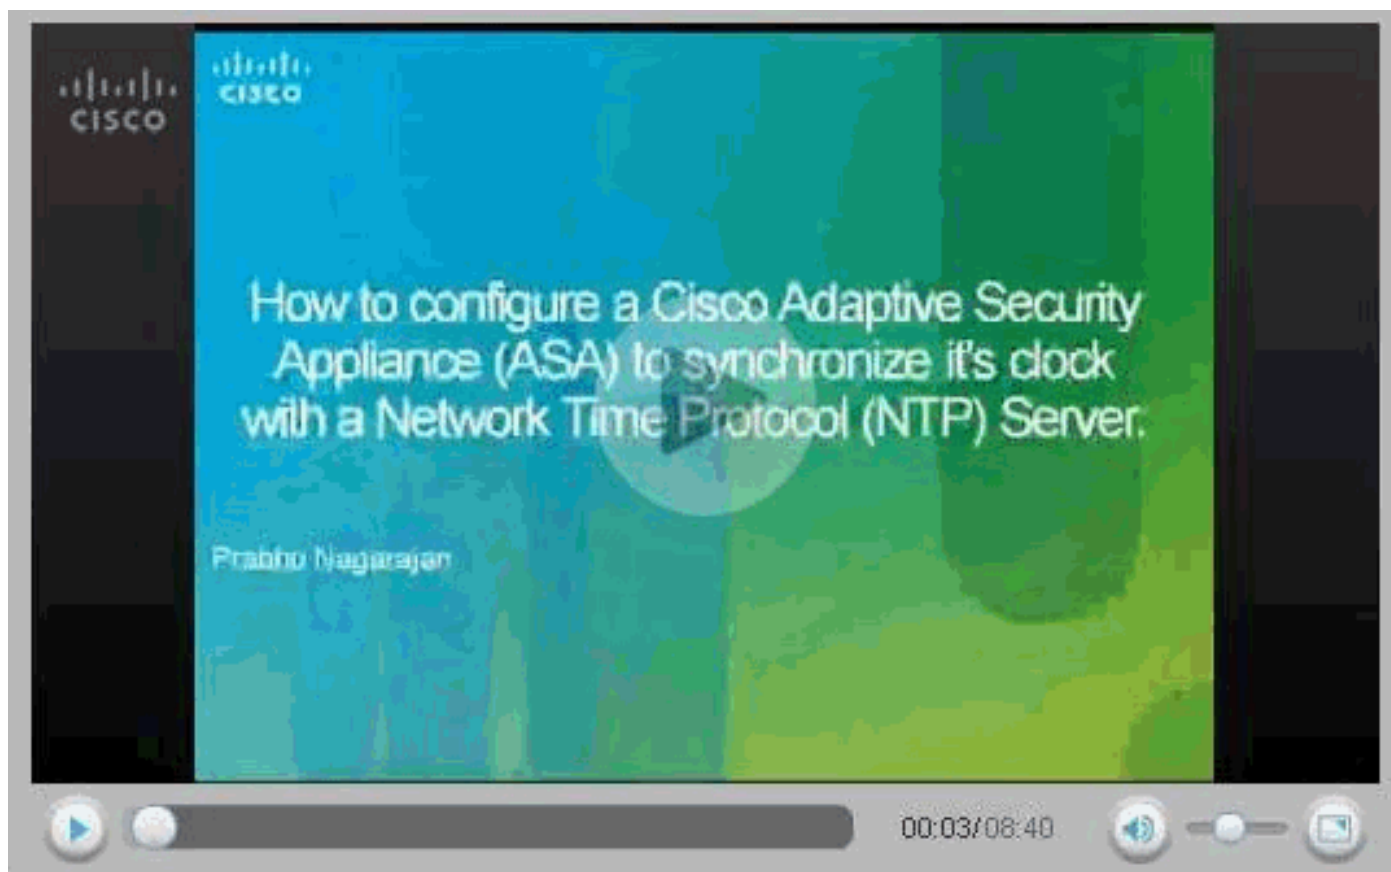 CISCO
CISCO
How to configure a Cisco Adaptive Security
Appliance (ASA) to synchronize it's clock
with a Network Time Protocol (NTP) Server.
Prabhu Nagarajan
00:03/08:40